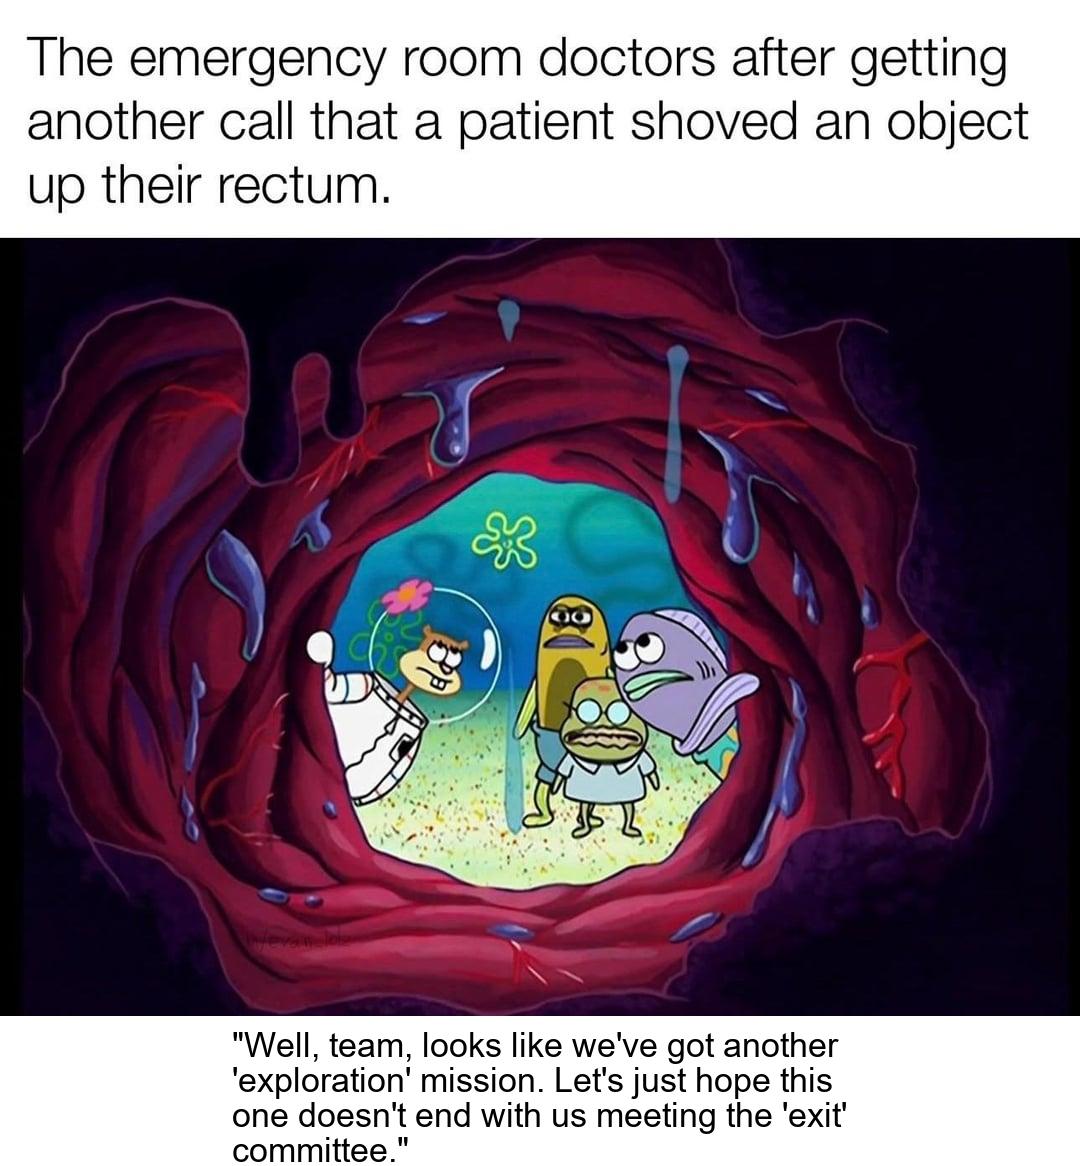 The emergency room doctors after getting
another call that a patient shoved an object
up their rectum.
"Well, team, looks like we've got another
'exploration' mission. Let's just hope this
one doesn't end with us meeting the 'exit'
committee."